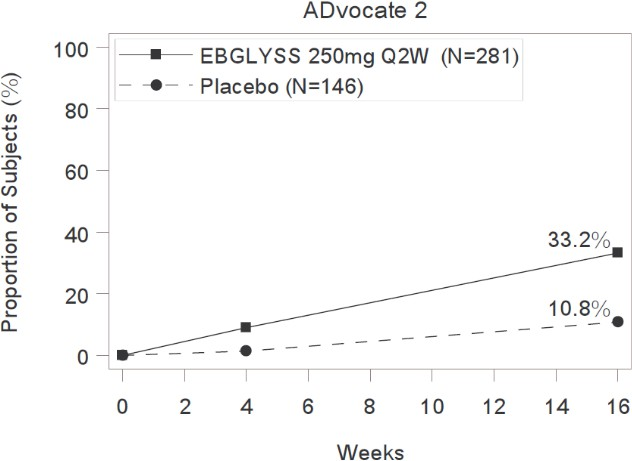 ADvocate 2
EBGLYSS 250mg Q2W (N=281)
Placebo (N=146)
Proportion of Subjects (%)
100
80
60
40
20
0
33.2%
10.8%
0 2 4 6 8 10 12 14 16
Weeks